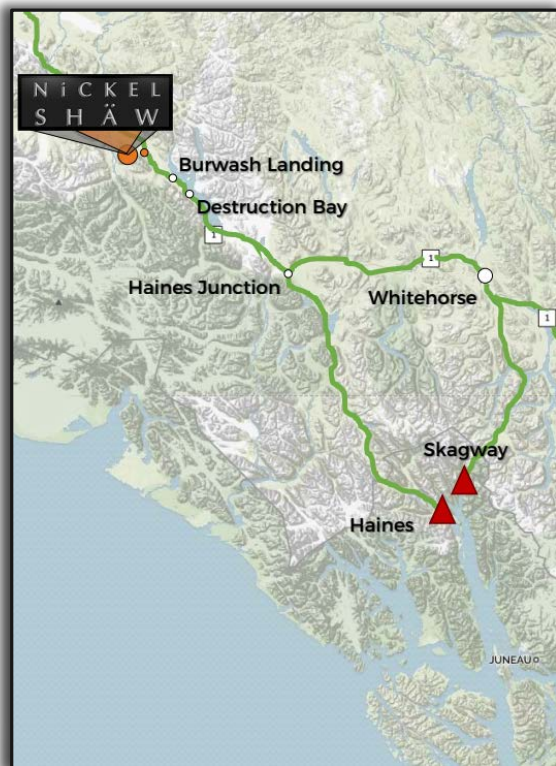 NiCKEL
SHÄW
Burwash Landing
Destruction Bay
1
Haines Junction
1
Whitehorse
1
Skagway
Haines
JUNEAU